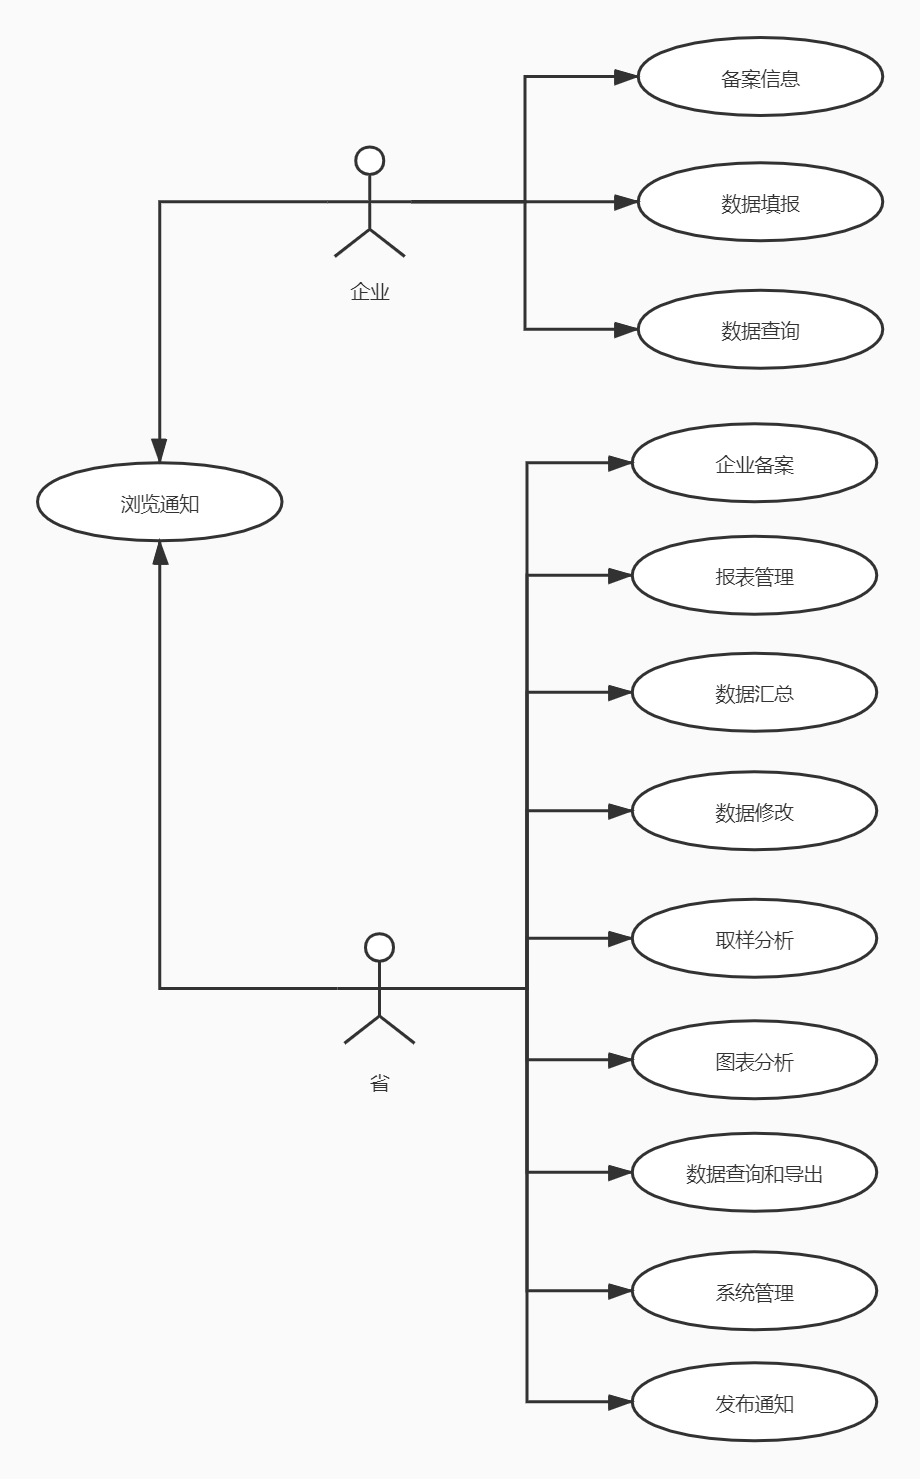 备案信息
数据填报
企业
数据查询
企业备案
浏览通知
报表管理
数据汇总
数据修改
取样分析
图表分析
省
数据查询和导出
系统管理
发布通知